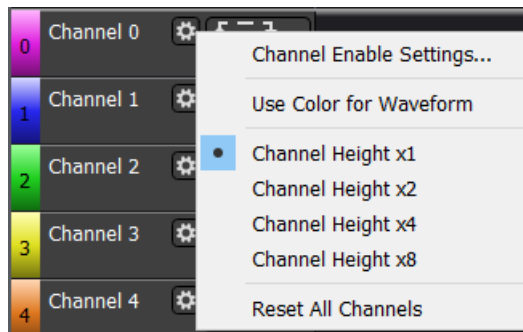 0 Channel 0
Channel Enable Settings...
1 Channel 1
Use Color for Waveform
2 Channel 2
Channel Height x1
Channel Height x2
3 Channel 3
Channel Height x4
Channel Height x8
4 Channel 4
Reset All Channels